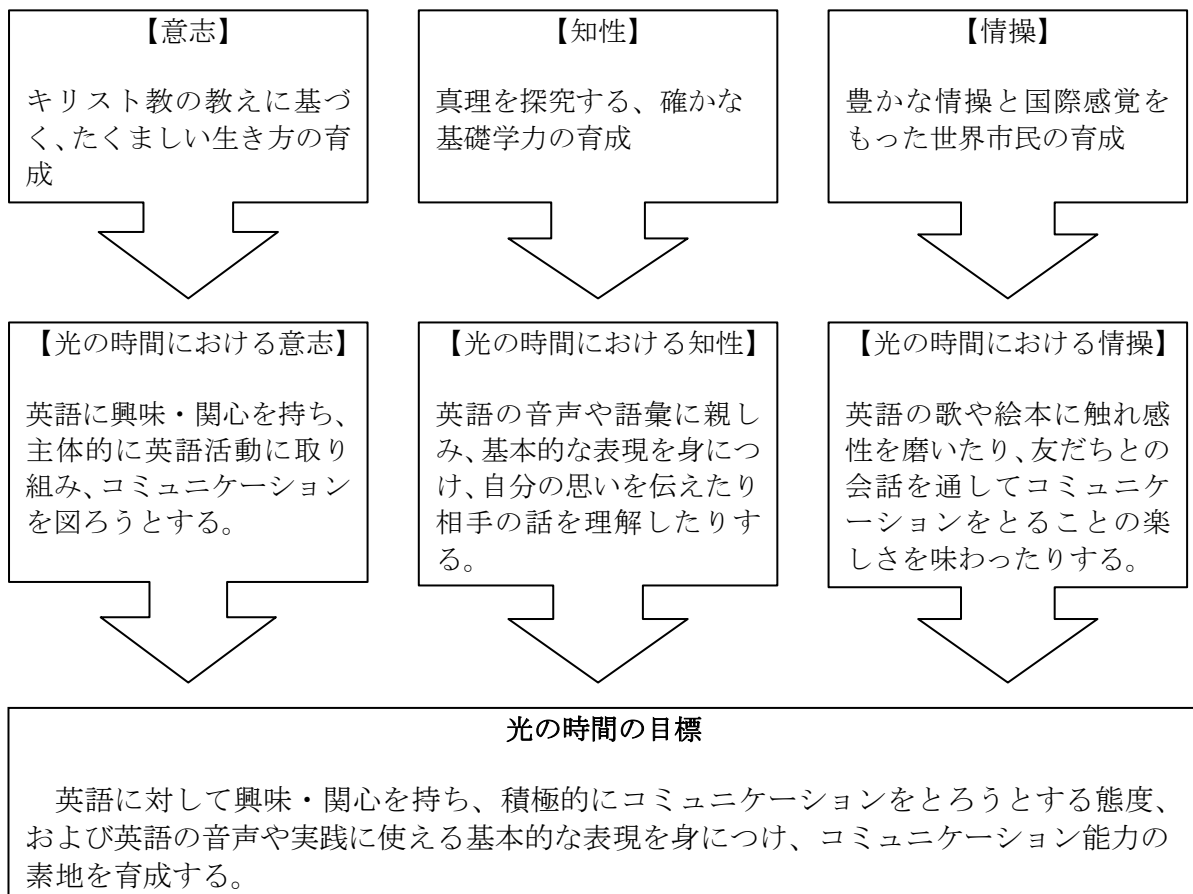 【意志】
キリスト教の教えに基づ
く、たくましい生き方の育
成
【知性】
真理を探究する、確かな
基礎学力の育成
【情操】
豊かな情操と国際感覚を
もった世界市民の育成
【光の時間における意志】
英語に興味・関心を持ち、
主体的に英語活動に取り
組み、コミュニケーション
を図ろうとする。
【光の時間における知性】
英語の音声や語彙に親し
み、基本的な表現を身につ
け、自分の思いを伝えたり
相手の話を理解したりす
る。
【光の時間における情操】
英語の歌や絵本に触れ感
性を磨いたり、友だちとの
会話を通してコミュニケ
ーションをとることの楽
しさを味わったりする。
光の時間の目標
英語に対して興味・関心を持ち、積極的にコミュニケーションをとろうとする態度、
および英語の音声や実践に使える基本的な表現を身につけ、コミュニケーション能力の
素地を育成する。